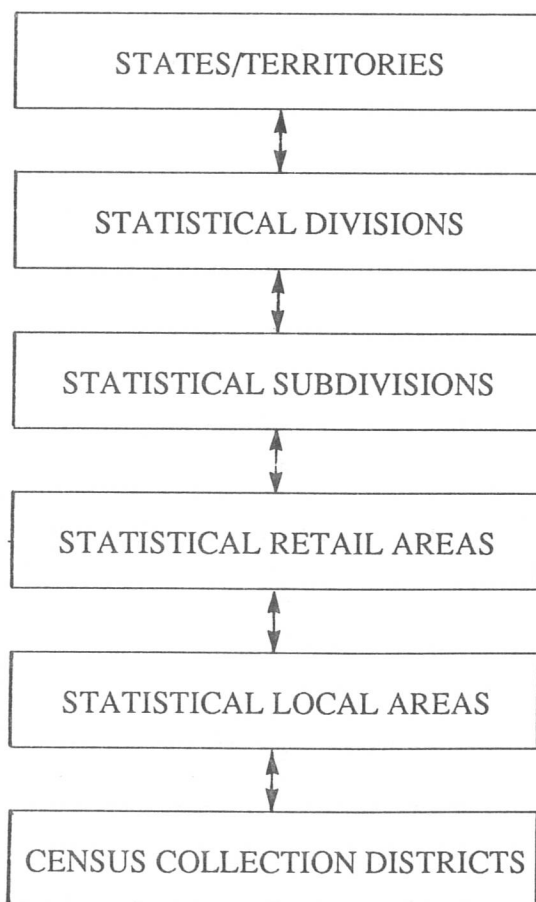 STATES/TERRITORIES
STATISTICAL DIVISIONS
STATISTICAL SUBDIVISIONS
STATISTICAL RETAIL AREAS
STATISTICAL LOCAL AREAS
CENSUS COLLECTION DISTRICTS